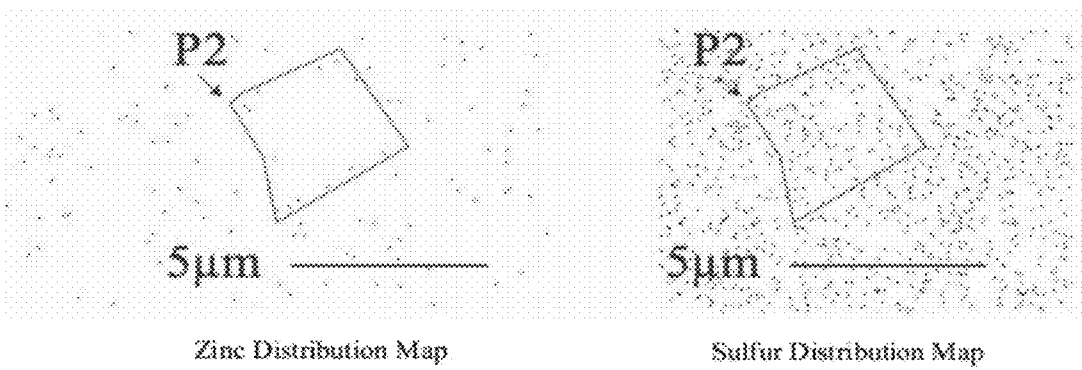 P2
5μm
Zinc Distribution Map
P2
5μm
Sulfur Distribution Map